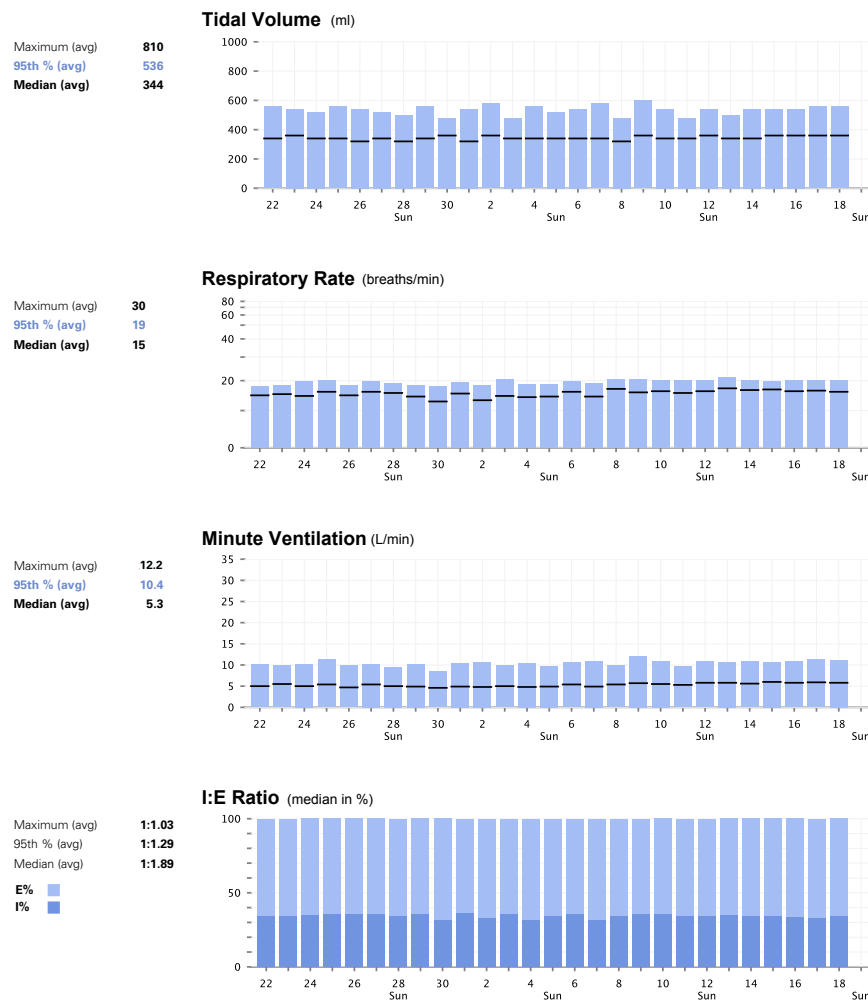 Tidal Volume (ml)
Maximum (avg) 810
95th % (avg) 536
Median (avg) 344
1000
800
600
400
200
0
22 24 26 28 30 2 4 6 8 10 12 14 16 18
Sun Sun Sun Sun
Respiratory Rate (breaths/min)
Maximum (avg) 30
95th % (avg) 19
Median (avg) 15
80
60
40
20
0
22 24 26 28 30 2 4 6 8 10 12 14 16 18
Sun Sun Sun Sun
Minute Ventilation (L/min)
Maximum (avg) 12.2
95th % (avg) 10.4
Median (avg) 5.3
35
30
25
20
15
10
5
0
22 24 26 28 30 2 4 6 8 10 12 14 16 18
Sun Sun Sun Sun
I:E Ratio (median in %)
Maximum (avg) 1:1.03
95th % (avg) 1:1.29
Median (avg) 1:1.89
E%
I%
100
50
0
22 24 26 28 30 2 4 6 8 10 12 14 16 18
Sun Sun Sun Sun